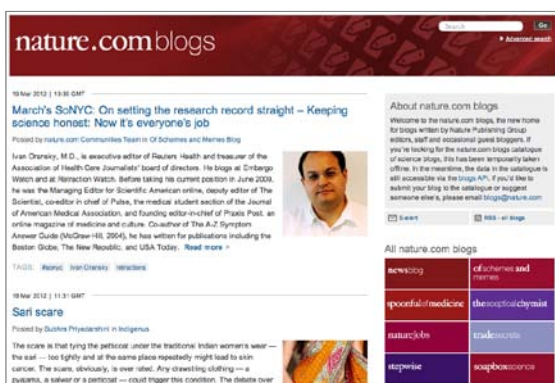 nature.com blogs
Search
Go
Advanced search
19 Mar 2012 | 13:30 GMT
March's SoNYC: On setting the research record straight – Keeping
science honest: Now it's everyone's job
Posted by nature.com Communities Team in Of Schemes and Memes Blog
Ivan Oransky, M.D., is executive editor of Reuters Health and treasurer of the
Association of Health Care Journalists' board of directors. He blogs at Embargo
Watch and at Retraction Watch. Before taking his current position in June 2009,
he was the Managing Editor for Scientific American online, deputy editor of The
Scientist, co-editor in chief of Pulse, the medical student section of the Journal
of American Medical Association, and founding editor-in-chief of Praxis Post, an
online magazine of medicine and culture. Co-author of The A-Z Symptom
Answer Guide (McGraw-Hill, 2004), he has written for publications including the
Boston Globe, The New Republic, and USA Today. Read more >
TAGS: #sonyc Ivan Oransky retractions
19 Mar 2012 | 11:31 GMT
Sari scare
Posted by Subhra Priyadarshini in Indigenus
The scare is that tying the petticoat under the traditional Indian women's wear —
the sari — too tightly and at the same place repeatedly might lead to skin
cancer. The scare, obviously, is over rated. Any drawstring clothing — a
pyjama, a salwar or a petticoat — could trigger this condition. The debate over
About nature.com blogs
Welcome to the nature.com blogs, the new home
for blogs written by Nature Publishing Group
editors, staff and occasional guest bloggers. If
you're looking for the nature.com blogs catalogue
of science blogs, this has been temporarily taken
offline. In the meantime, the data in the catalogue is
still accessible via the blogs API. If you'd like to
submit your blog to the catalogue or suggest
someone else's, please email blogs@nature.com
E-alert
RSS - all blogs
All nature.com blogs
newsblog
of schemes and
memes
spoonful of medicine
the sceptical chymist
naturejobs
trade secrets
stepwise
soapbox science